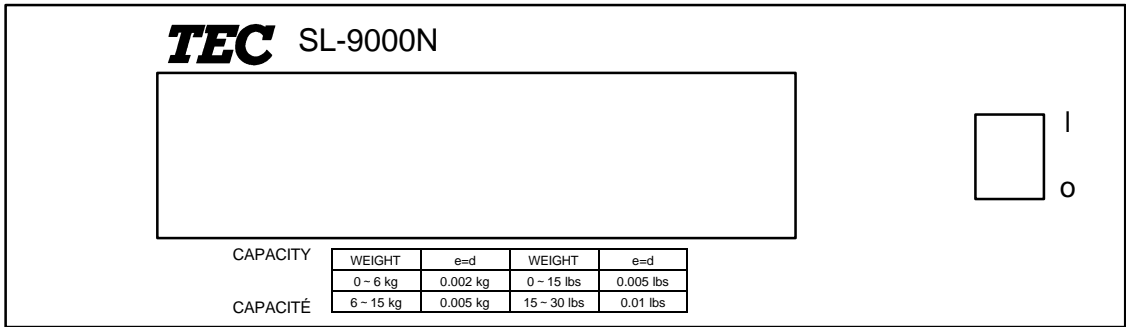 TEC SL-9000N
I
o
CAPACITY
CAPACITÉ
WEIGHT e=d WEIGHT e=d
0 ~ 6 kg 0.002 kg 0 ~ 15 lbs 0.005 lbs
6 ~ 15 kg 0.005 kg 15 ~ 30 lbs 0.01 lbs